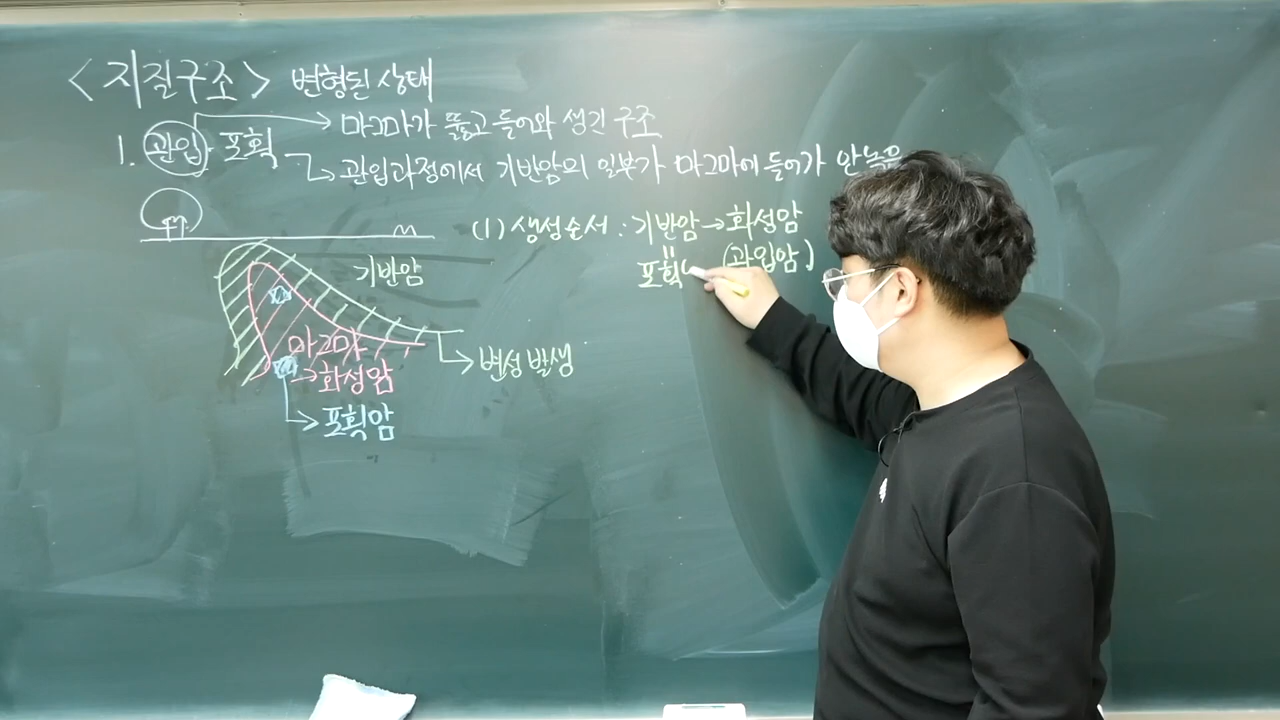 <지질구조> 변형된 상태
마그마가 뚫고 들어와 생긴 구조
1. 관입 포획
관입과정에서 기반암의 일부가 마그마에 들어가 안녹음
(1) 생성순서 : 기반암→화성암
"
포획 (관입암)
기반암
마그마
→화성암
변성 발생
포획암